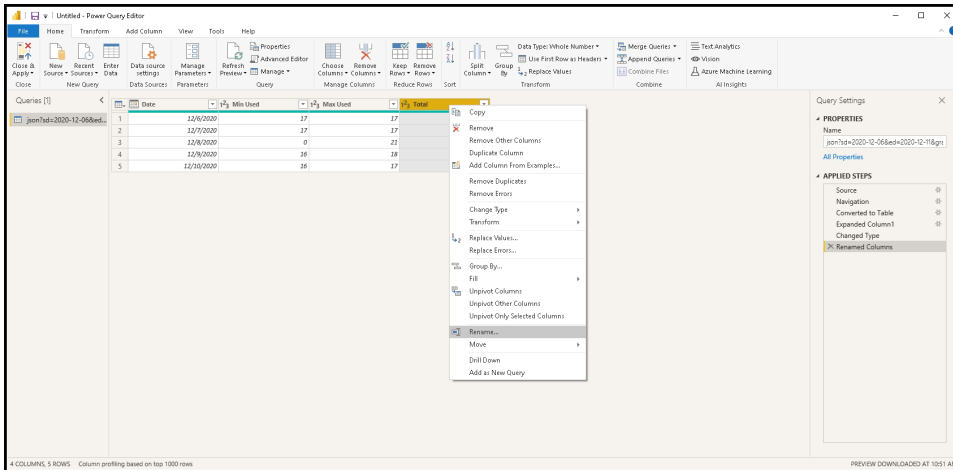 Untitled - Power Query Editor
File Home Transform Add Column View Tools Help
Close & Apply
New Source
Recent Sources
Enter Data
Data source settings
Manage Parameters
Refresh Preview
Properties
Advanced Editor
Manage
Choose Columns
Remove Columns
Keep Rows
Remove Rows
Split Column
Group By
Data Type: Whole Number
Use First Row as Headers
Replace Values
Merge Queries
Append Queries
Combine Files
Text Analytics
Vision
Azure Machine Learning
Close New Query Data Sources Parameters Query Manage Columns Reduce Rows Sort Transform Combine AI Insights
Queries [1]
json?sd=2020-12-06&ed...
Date 1²3 Min Used 1²3 Max Used 1²3 Total
1 12/6/2020 17 17
2 12/7/2020 17 17
3 12/8/2020 0 21
4 12/9/2020 16 18
5 12/10/2020 16 17
Copy
Remove
Remove Other Columns
Duplicate Column
Add Column From Examples...
Remove Duplicates
Remove Errors
Change Type
Transform
Replace Values...
Replace Errors...
Group By...
Fill
Unpivot Columns
Unpivot Other Columns
Unpivot Only Selected Columns
Rename...
Move
Drill Down
Add as New Query
Query Settings
PROPERTIES
Name
json?sd=2020-12-06&ed=2020-12-11&gra
All Properties
APPLIED STEPS
Source
Navigation
Converted to Table
Expanded Column1
Changed Type
Renamed Columns
4 COLUMNS, 5 ROWS Column profiling based on top 1000 rows
PREVIEW DOWNLOADED AT 10:51 AM